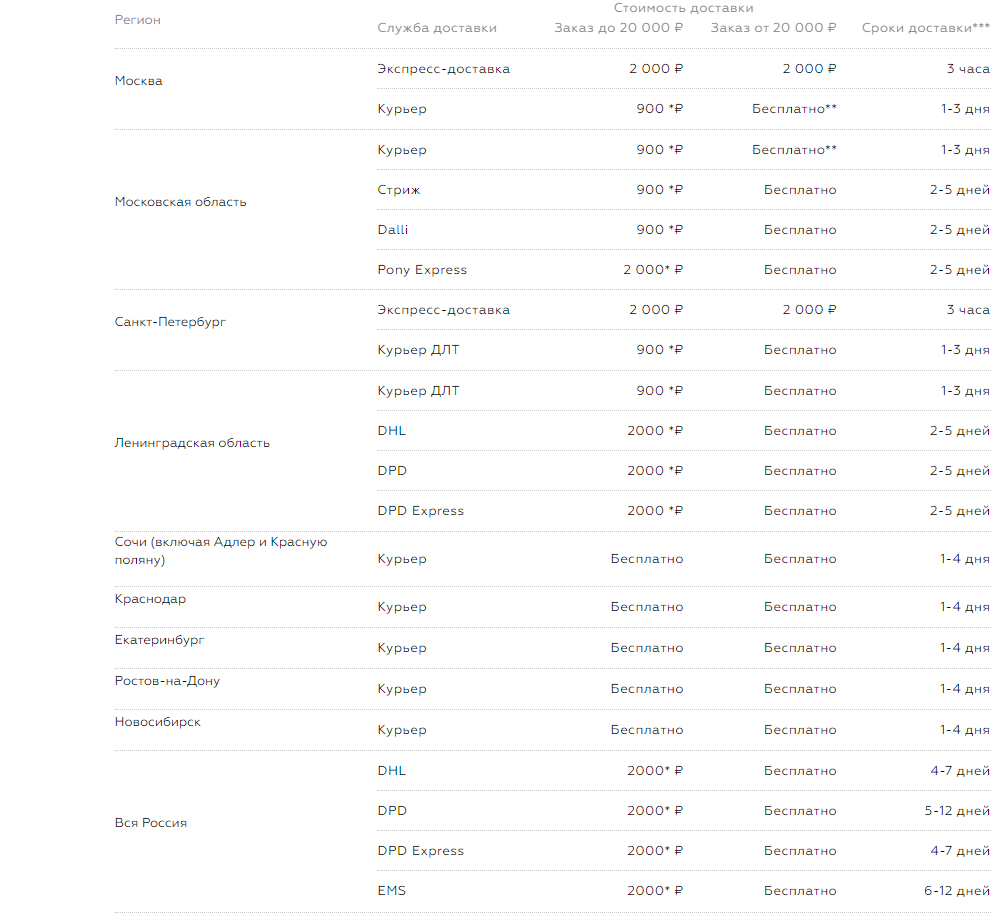 Стоимость доставки
Регион Служба доставки Заказ до 20 000 ₽ Заказ от 20 000 ₽ Сроки доставки***
Москва
Экспресс-доставка 2 000 ₽ 2 000 ₽ 3 часа
Курьер 900 *₽ Бесплатно** 1-3 дня
Московская область
Курьер 900 *₽ Бесплатно** 1-3 дня
Стриж 900 *₽ Бесплатно 2-5 дней
Dalli 900 *₽ Бесплатно 2-5 дней
Pony Express 2 000* ₽ Бесплатно 2-5 дней
Санкт-Петербург
Экспресс-доставка 2 000 ₽ 2 000 ₽ 3 часа
Курьер ДЛТ 900 *₽ Бесплатно 1-3 дня
Ленинградская область
Курьер ДЛТ 900 *₽ Бесплатно 1-3 дня
DHL 2000 *₽ Бесплатно 2-5 дней
DPD 2000 *₽ Бесплатно 2-5 дней
DPD Express 2000 *₽ Бесплатно 2-5 дней
Сочи (включая Адлер и Красную
поляну)
Курьер Бесплатно Бесплатно 1-4 дня
Краснодар
Курьер Бесплатно Бесплатно 1-4 дня
Екатеринбург
Курьер Бесплатно Бесплатно 1-4 дня
Ростов-на-Дону
Курьер Бесплатно Бесплатно 1-4 дня
Новосибирск
Курьер Бесплатно Бесплатно 1-4 дня
Вся Россия
DHL 2000* ₽ Бесплатно 4-7 дней
DPD 2000* ₽ Бесплатно 5-12 дней
DPD Express 2000* ₽ Бесплатно 4-7 дней
EMS 2000* ₽ Бесплатно 6-12 дней